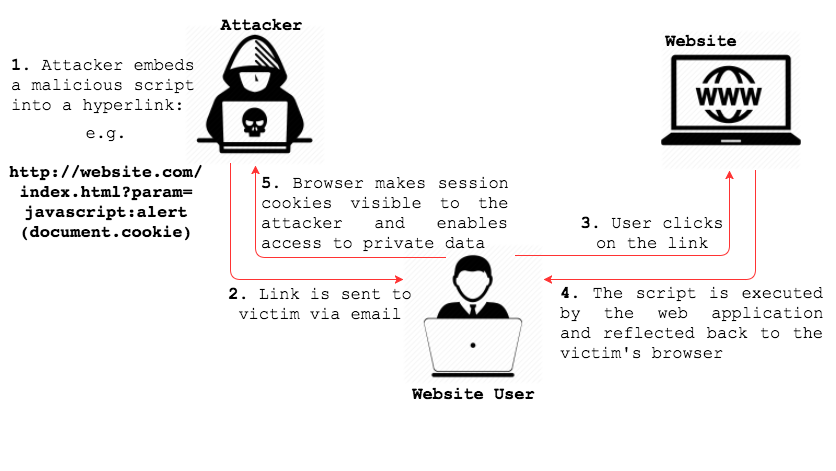 Attacker
Website
1. Attacker embeds
a malicious script
into a hyperlink:
e.g.
http://website.com/
index.html?param=
javascript:alert
(document.cookie)
WWW
5. Browser makes session
cookies visible to the
attacker and enables
access to private data
3. User clicks
on the link
2. Link is sent to
victim via email
4. The script is executed
by the web application
and reflected back to the
victim's browser
Website User